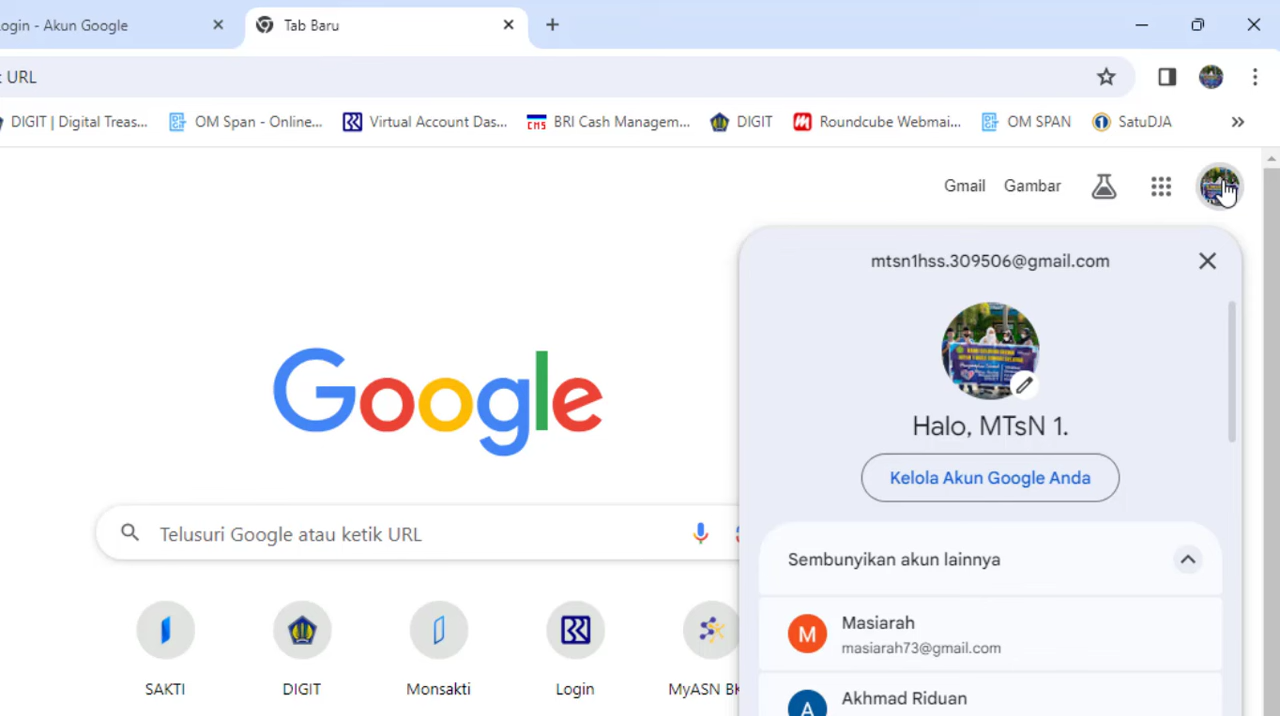 ogin - Akun Google
Tab Baru
URL
DIGIT | Digital Treas...
OM Span - Online...
Virtual Account Das...
CMS
BRI Cash Managem...
DIGIT
Roundcube Webmai...
OM SPAN
SatuDJA
Gmail
Gambar
mtsn1hss.309506@gmail.com
Halo, MTsN 1.
Kelola Akun Google Anda
Google
Telusuri Google atau ketik URL
Sembunyikan akun lainnya
M
Masiarah
masiarah73@gmail.com
A
Akhmad Riduan
SAKTI
DIGIT
Monsakti
Login
MyASN BK